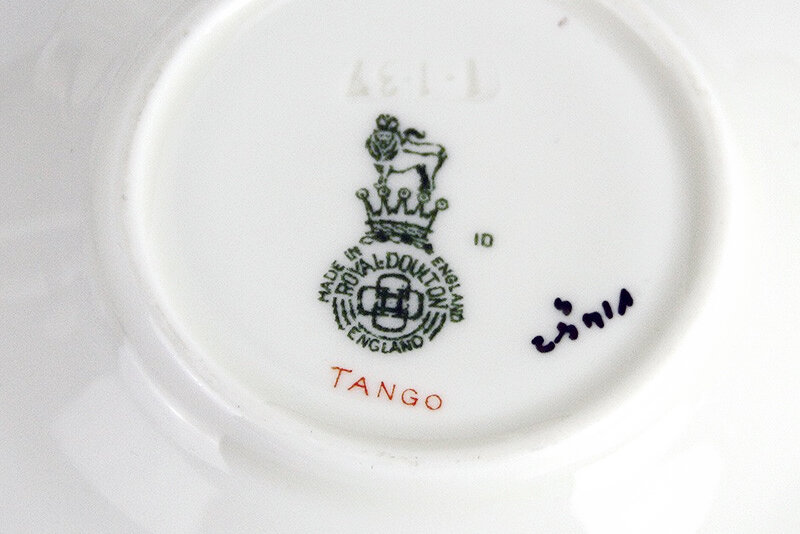 10
MADE IN ENGLAND
ROYAL DOULTON
ENGLAND
TANGO